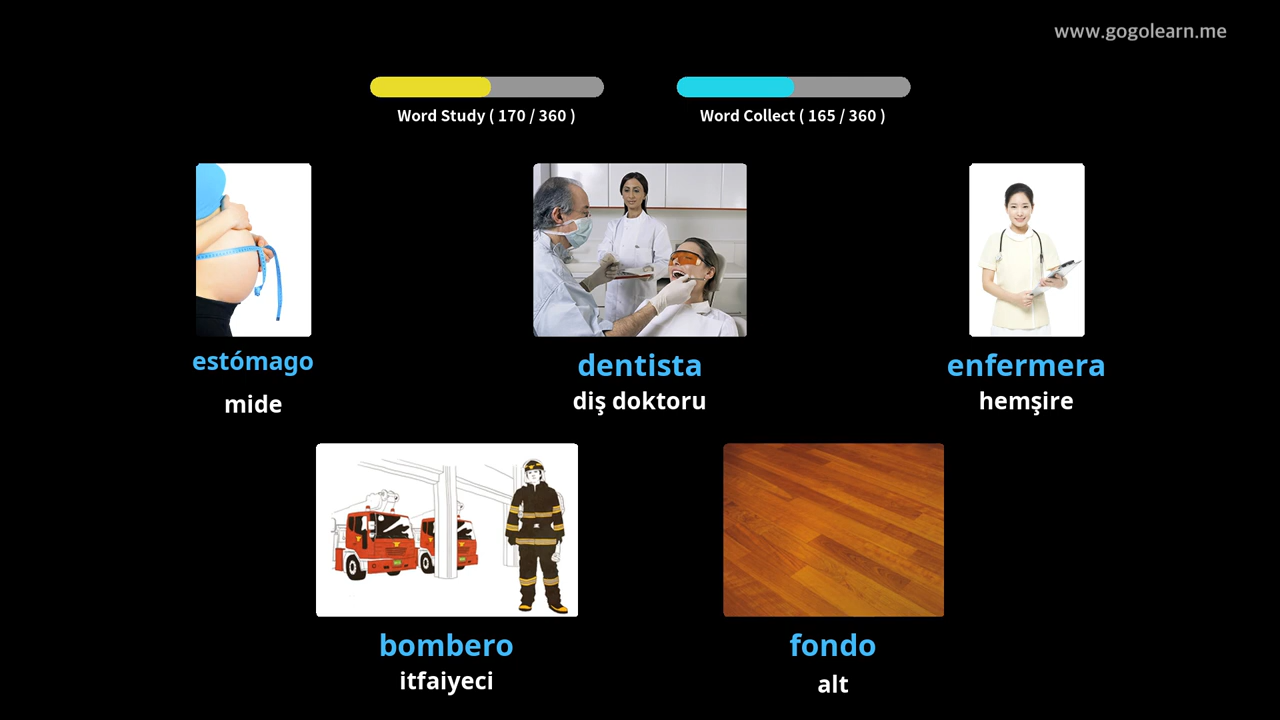 www.gogolearn.me
Word Study ( 170 / 360 )
Word Collect ( 165 / 360 )
estómago
mide
dentista
diş doktoru
enfermera
hemşire
bombero
itfaiyeci
fondo
alt